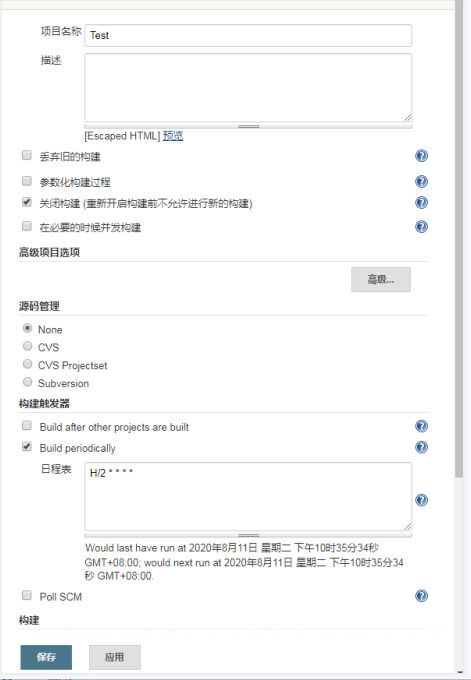 项目名称 Test
描述
[Escaped HTML] 预览
丢弃旧的构建
参数化构建过程
关闭构建 (重新开启构建前不允许进行新的构建)
在必要的时候并发构建
高级项目选项
高级...
源码管理
None
CVS
CVS Projectset
Subversion
构建触发器
Build after other projects are built
Build periodically
日程表 H/2 * * * *
Would last have run at 2020年8月11日 星期二 下午10时35分34秒
GMT+08:00; would next run at 2020年8月11日 星期二 下午10时35分34
秒 GMT+08:00.
Poll SCM
构建
保存 应用